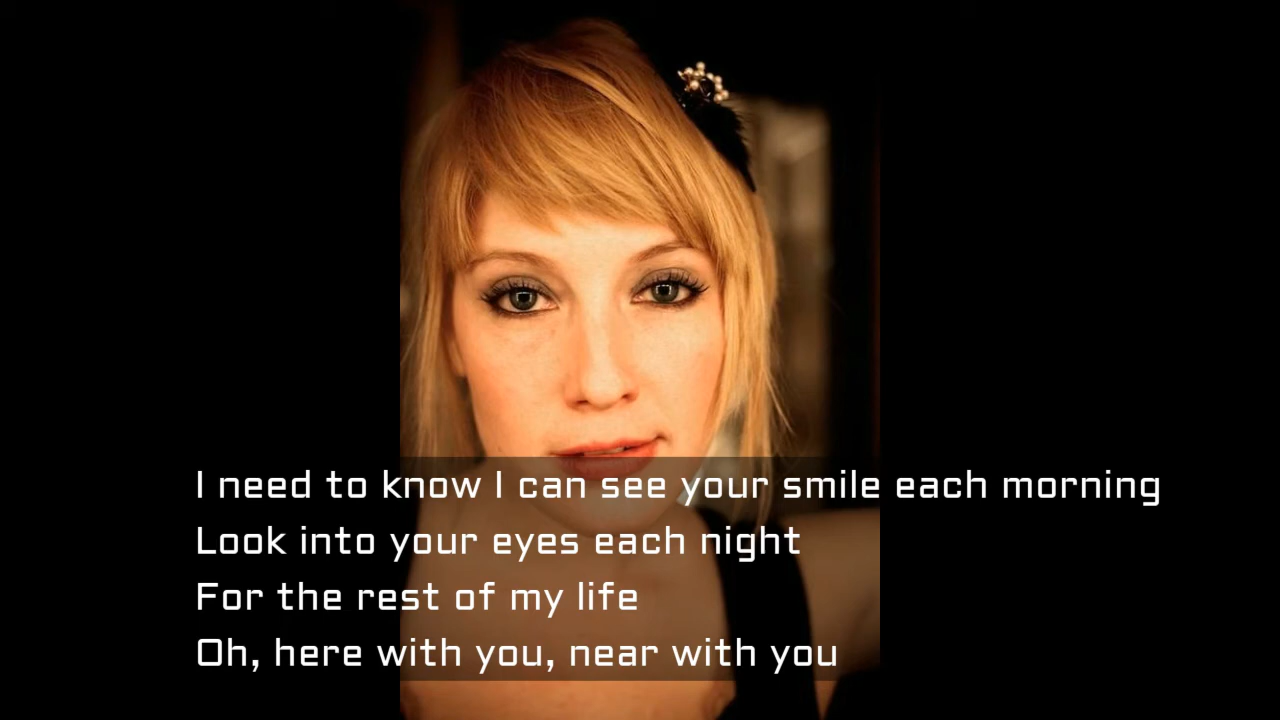 I need to know I can see your smile each morning
Look into your eyes each night
For the rest of my life
Oh, here with you, near with you